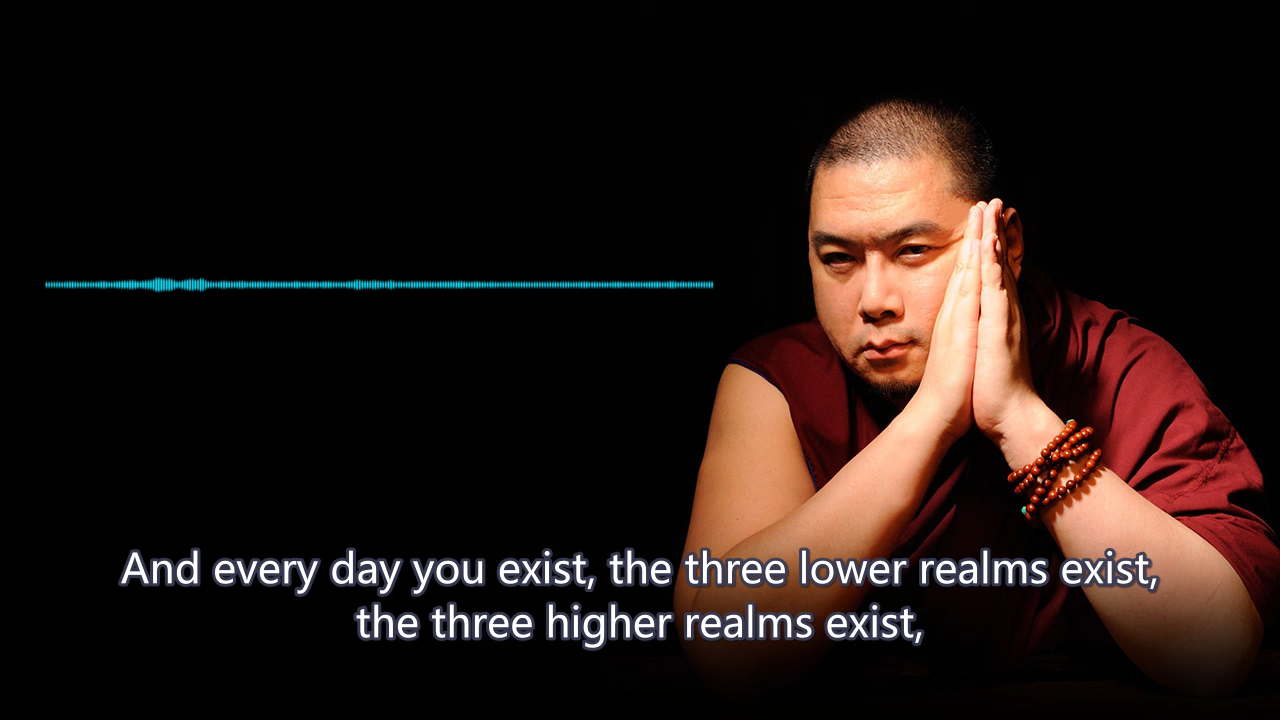 And every day you exist, the three lower realms exist,
the three higher realms exist,